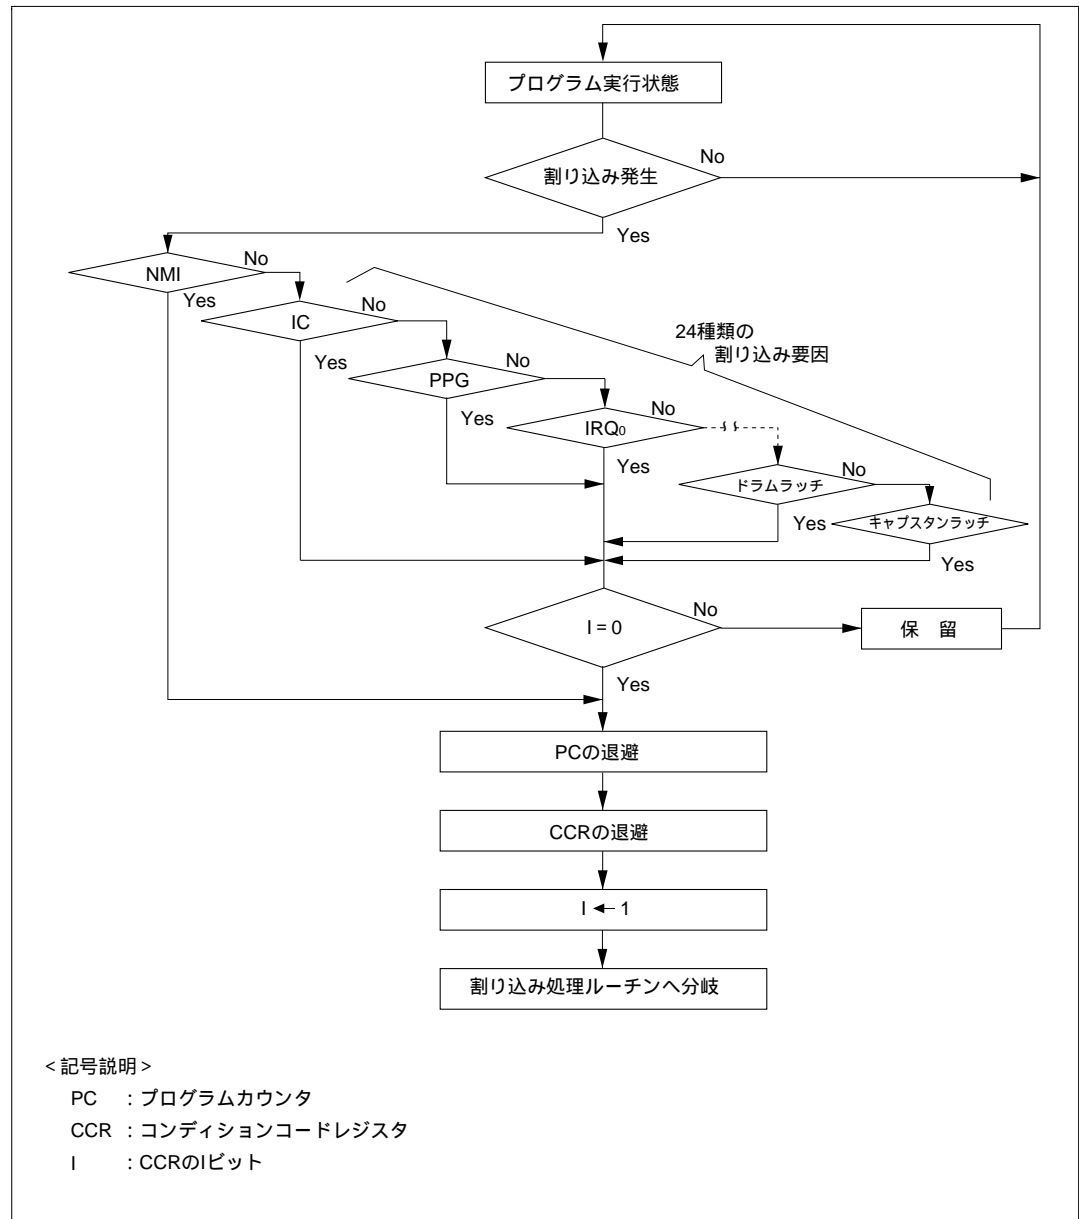 プログラム実行状態
割り込み発生
No
Yes
NMI
No
Yes
IC
No
Yes
24種類の
割り込み要因
PPG
No
Yes
IRQ0
No
Yes
ドラムラッチ
No
Yes
キャプスタンラッチ
Yes
I = 0
No
保 留
Yes
PCの退避
CCRの退避
I ← 1
割り込み処理ルーチンへ分岐
<記号説明>
PC :プログラムカウンタ
CCR :コンディションコードレジスタ
I :CCRのIビット